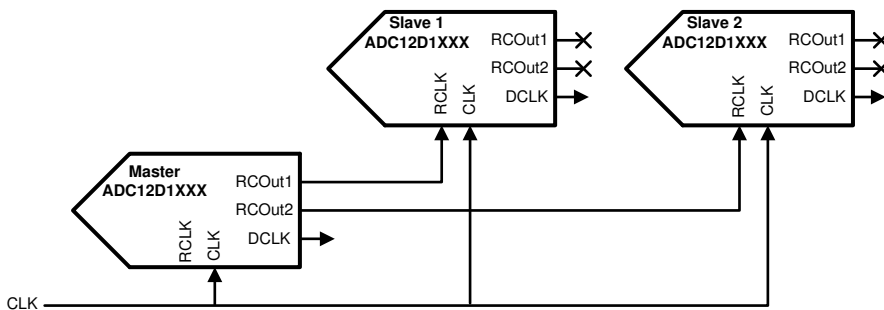 Slave 1
ADC12D1XXX
RCOut1
RCOut2
DCLK
RCLK
CLK
Slave 2
ADC12D1XXX
RCOut1
RCOut2
DCLK
RCLK
CLK
Master
ADC12D1XXX
RCOut1
RCOut2
DCLK
RCLK
CLK
CLK